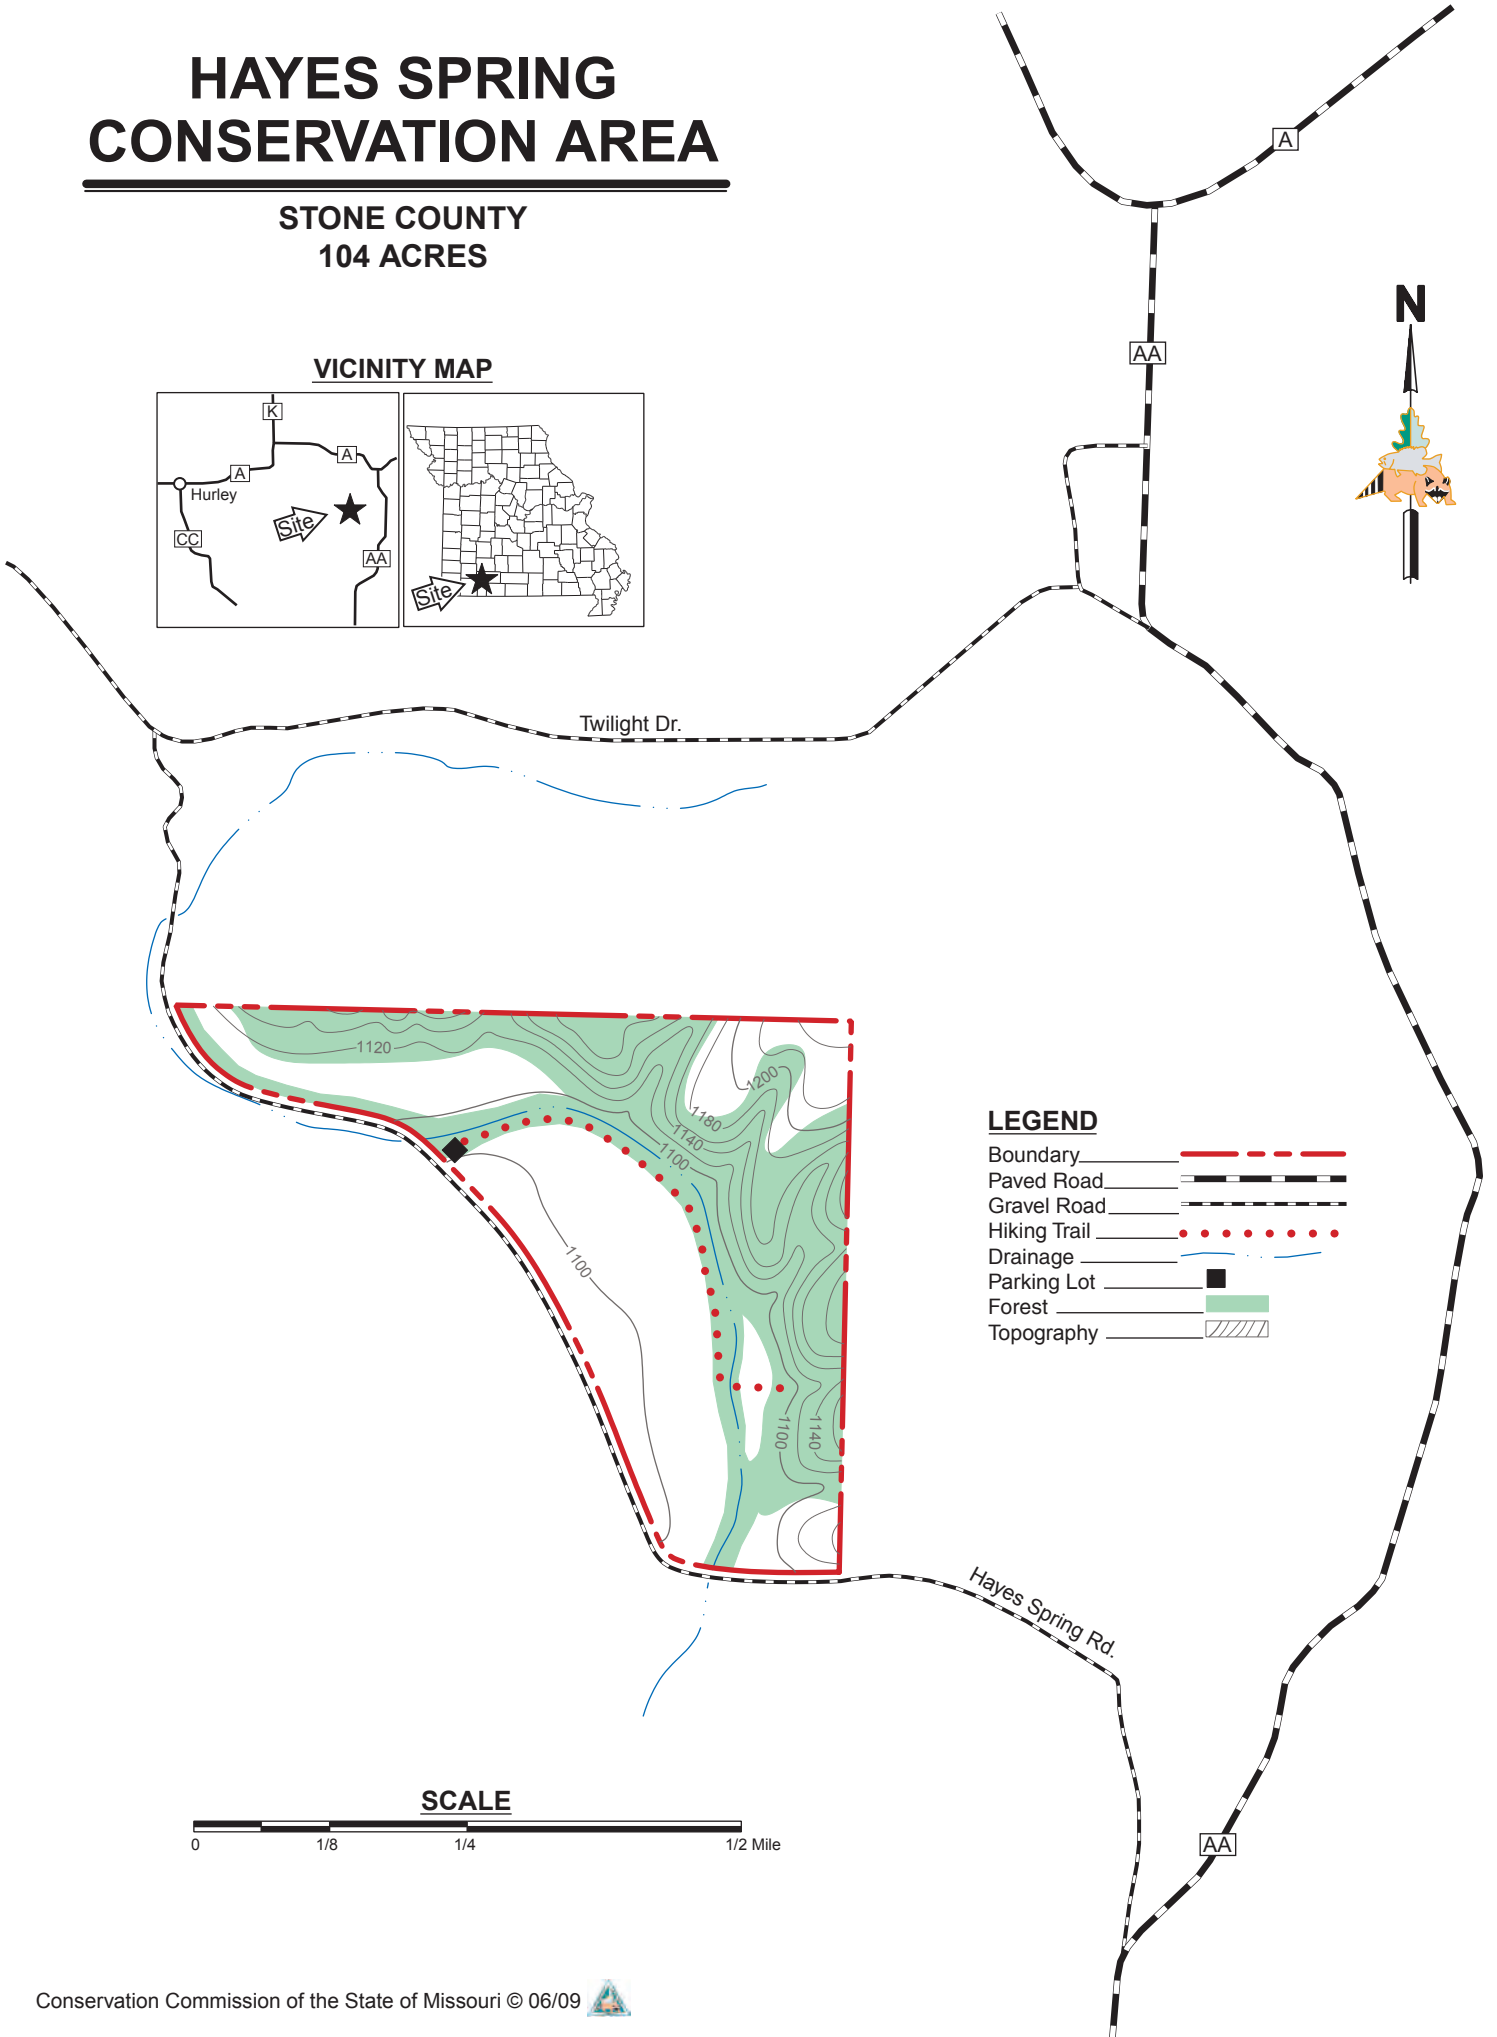 HAYES SPRING
CONSERVATION AREA
STONE COUNTY
104 ACRES
VICINITY MAP
K
A
A
Hurley
Site
CC
AA
Site
A
AA
N
Twilight Dr.
1120
1200
1180
1140
1100
1100
1100
1140
LEGEND
Boundary
Paved Road
Gravel Road
Hiking Trail
Drainage
Parking Lot
Forest
Topography
Hayes Spring Rd.
SCALE
0 1/8 1/4 1/2 Mile
AA
Conservation Commission of the State of Missouri © 06/09